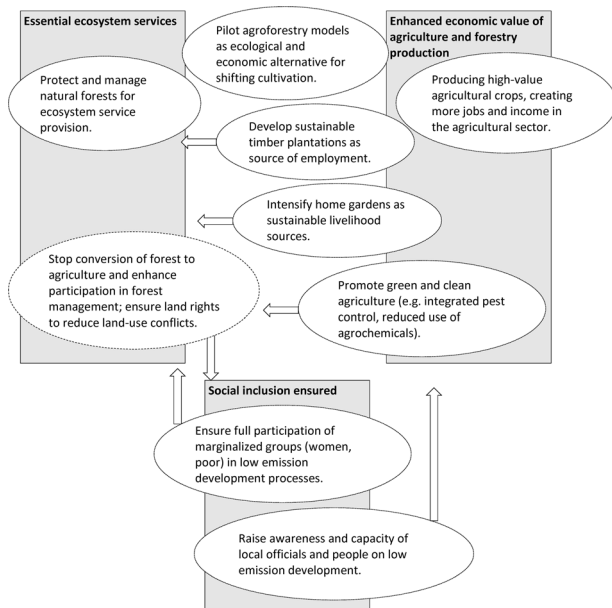 Essential ecosystem services
Pilot agroforestry models
as ecological and
economic alternative for
shifting cultivation.
Enhanced economic value of
agriculture and forestry
production
Protect and manage
natural forests for
ecosystem service
provision.
Producing high-value
agricultural crops, creating
more jobs and income in
the agricultural sector.
Develop sustainable
timber plantations as
source of employment.
Intensify home gardens as
sustainable livelihood
sources.
Stop conversion of forest to
agriculture and enhance
participation in forest
management; ensure land rights
to reduce land-use conflicts.
Promote green and clean
agriculture (e.g. integrated pest
control, reduced use of
agrochemicals).
Social inclusion ensured
Ensure full participation of
marginalized groups (women,
poor) in low emission
development processes.
Raise awareness and capacity of
local officials and people on low
emission development.